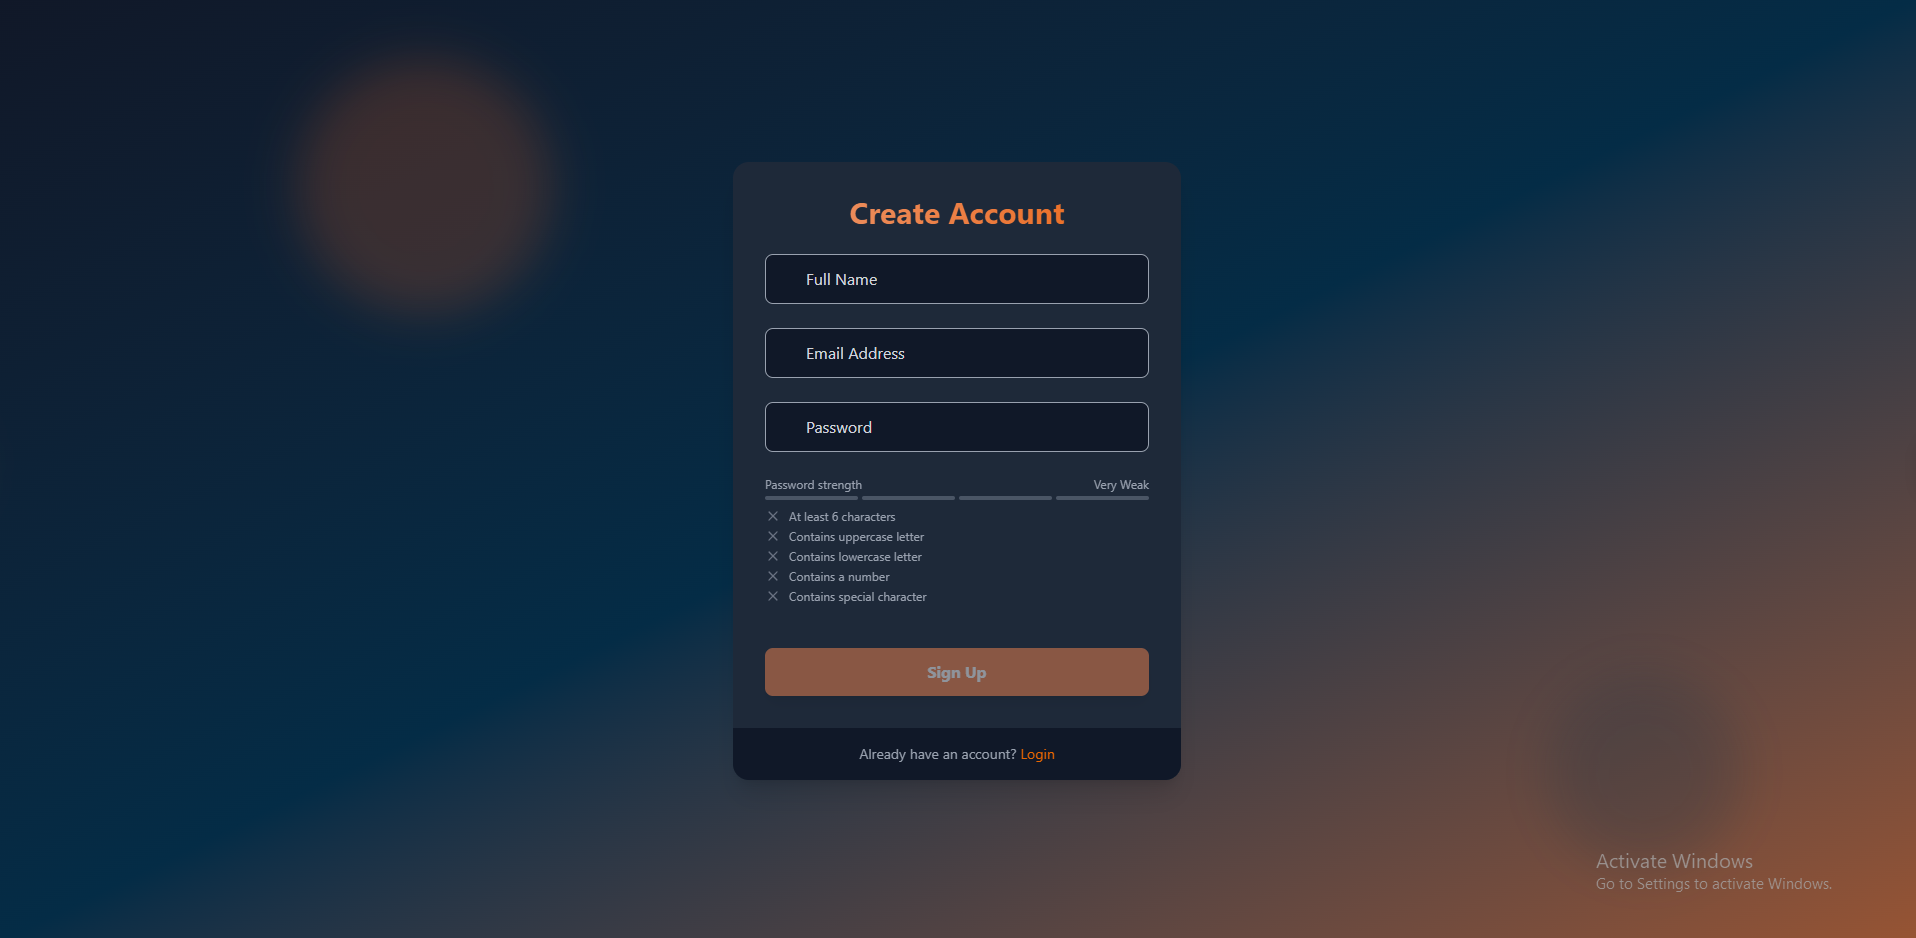 Create Account
Full Name
Email Address
Password
Password strength Very Weak
At least 6 characters
Contains uppercase letter
Contains lowercase letter
Contains a number
Contains special character
Sign Up
Already have an account? Login
Activate Windows
Go to Settings to activate Windows.